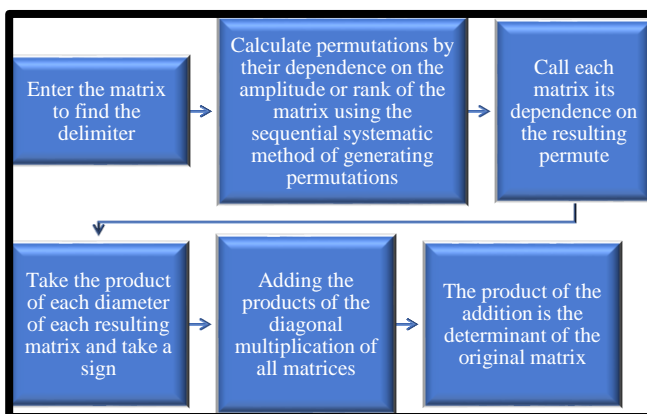 Enter the matrix
to find the
delimiter
Calculate permutations by
their dependence on the
amplitude or rank of the
matrix using the
sequential systematic
method of generating
permutations
Call each
matrix its
dependence on
the resulting
permute
Take the product
of each diameter
of each resulting
matrix and take a
sign
Adding the
products of the
diagonal
multiplication of
all matrices
The product of the
addition is the
determinant of the
original matrix